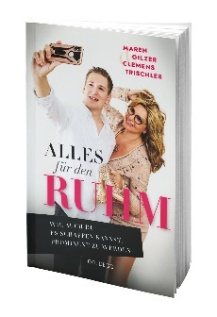 MAREN
GILZER
CLEMENS
TRISCHLER
ALLES
für den
RUHM
WIE AUCH DU
ES SCHAFFEN KANNST,
PROMINENT ZU WERDEN